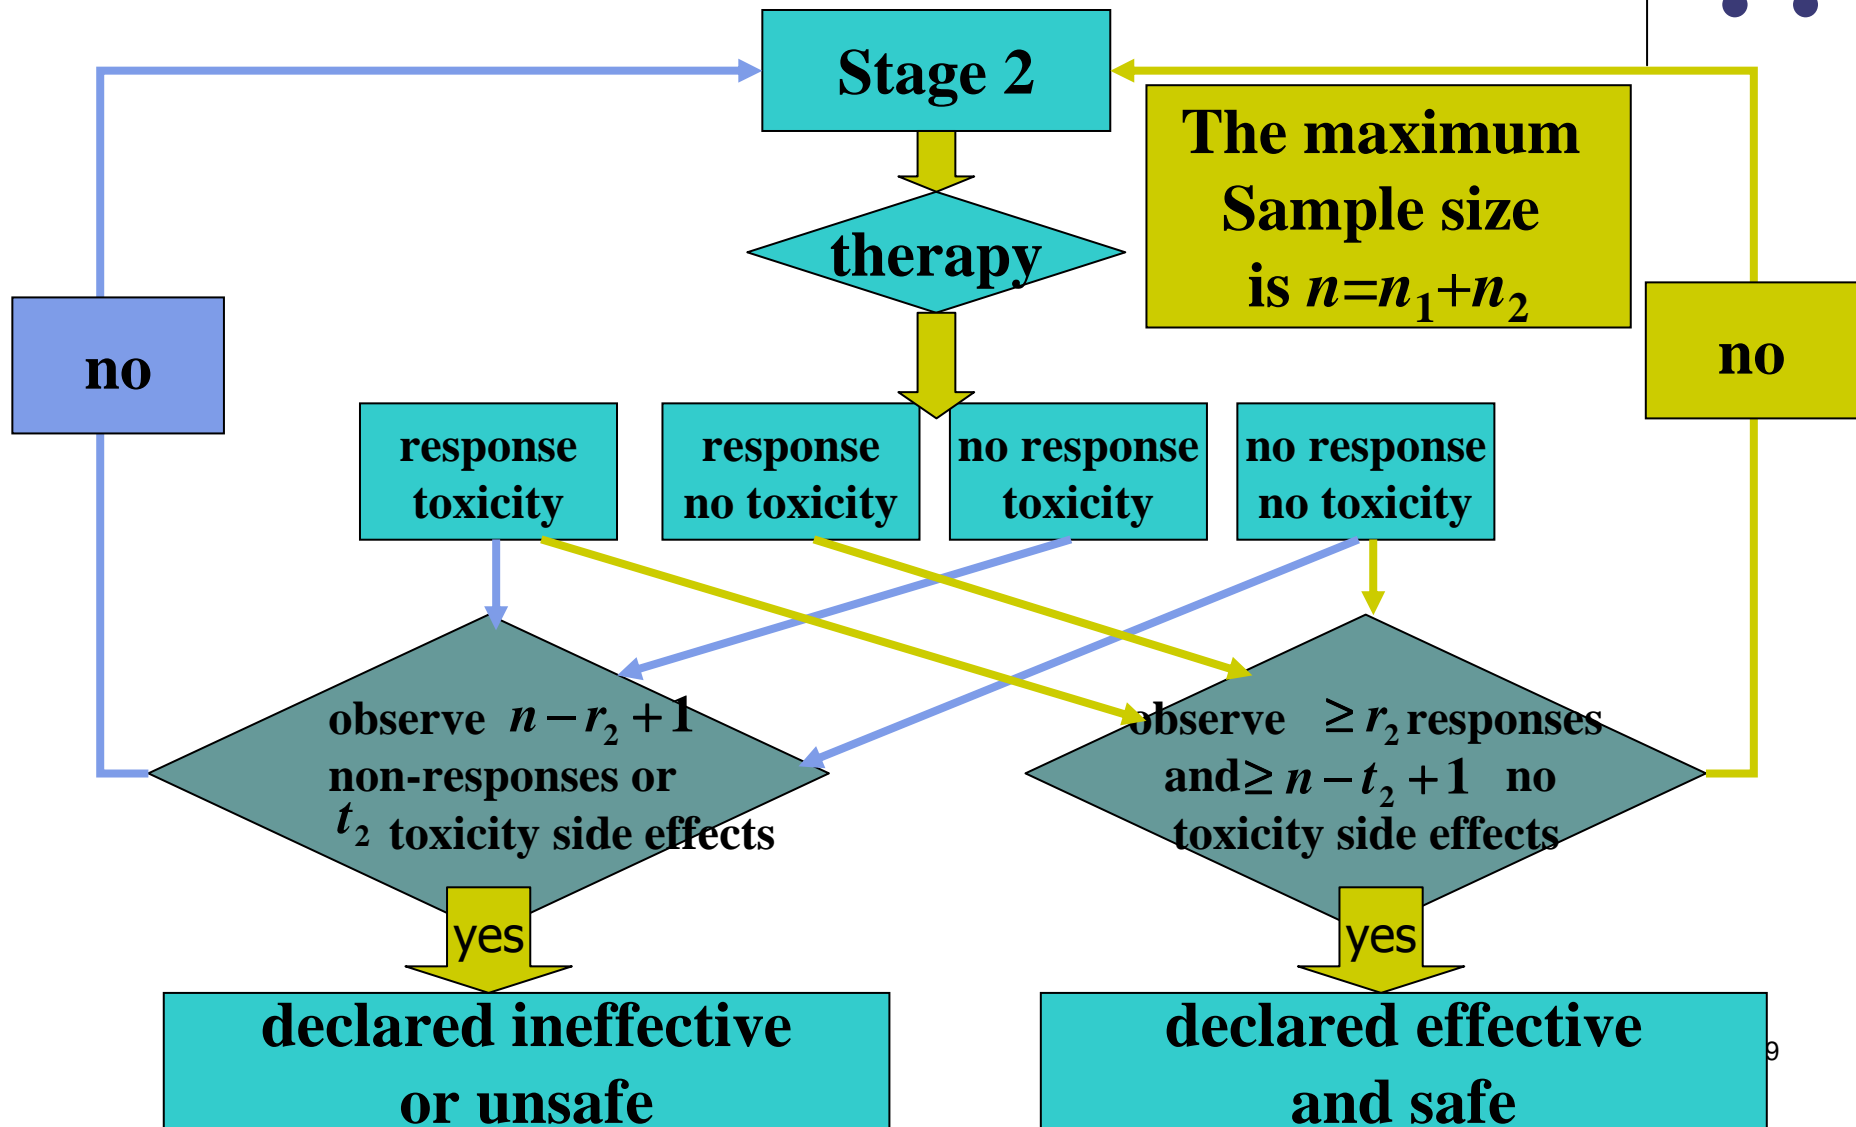 Stage 2
The maximum
Sample size
is n=n₁+n₂
therapy
no
no
response
toxicity
response
no toxicity
no response
toxicity
no response
no toxicity
observe n − r₂ + 1
non-responses or
t₂ toxicity side effects
observe ≥ r₂ responses
and ≥ n − t₂ + 1 no
toxicity side effects
yes
yes
declared ineffective
or unsafe
declared effective
and safe
9